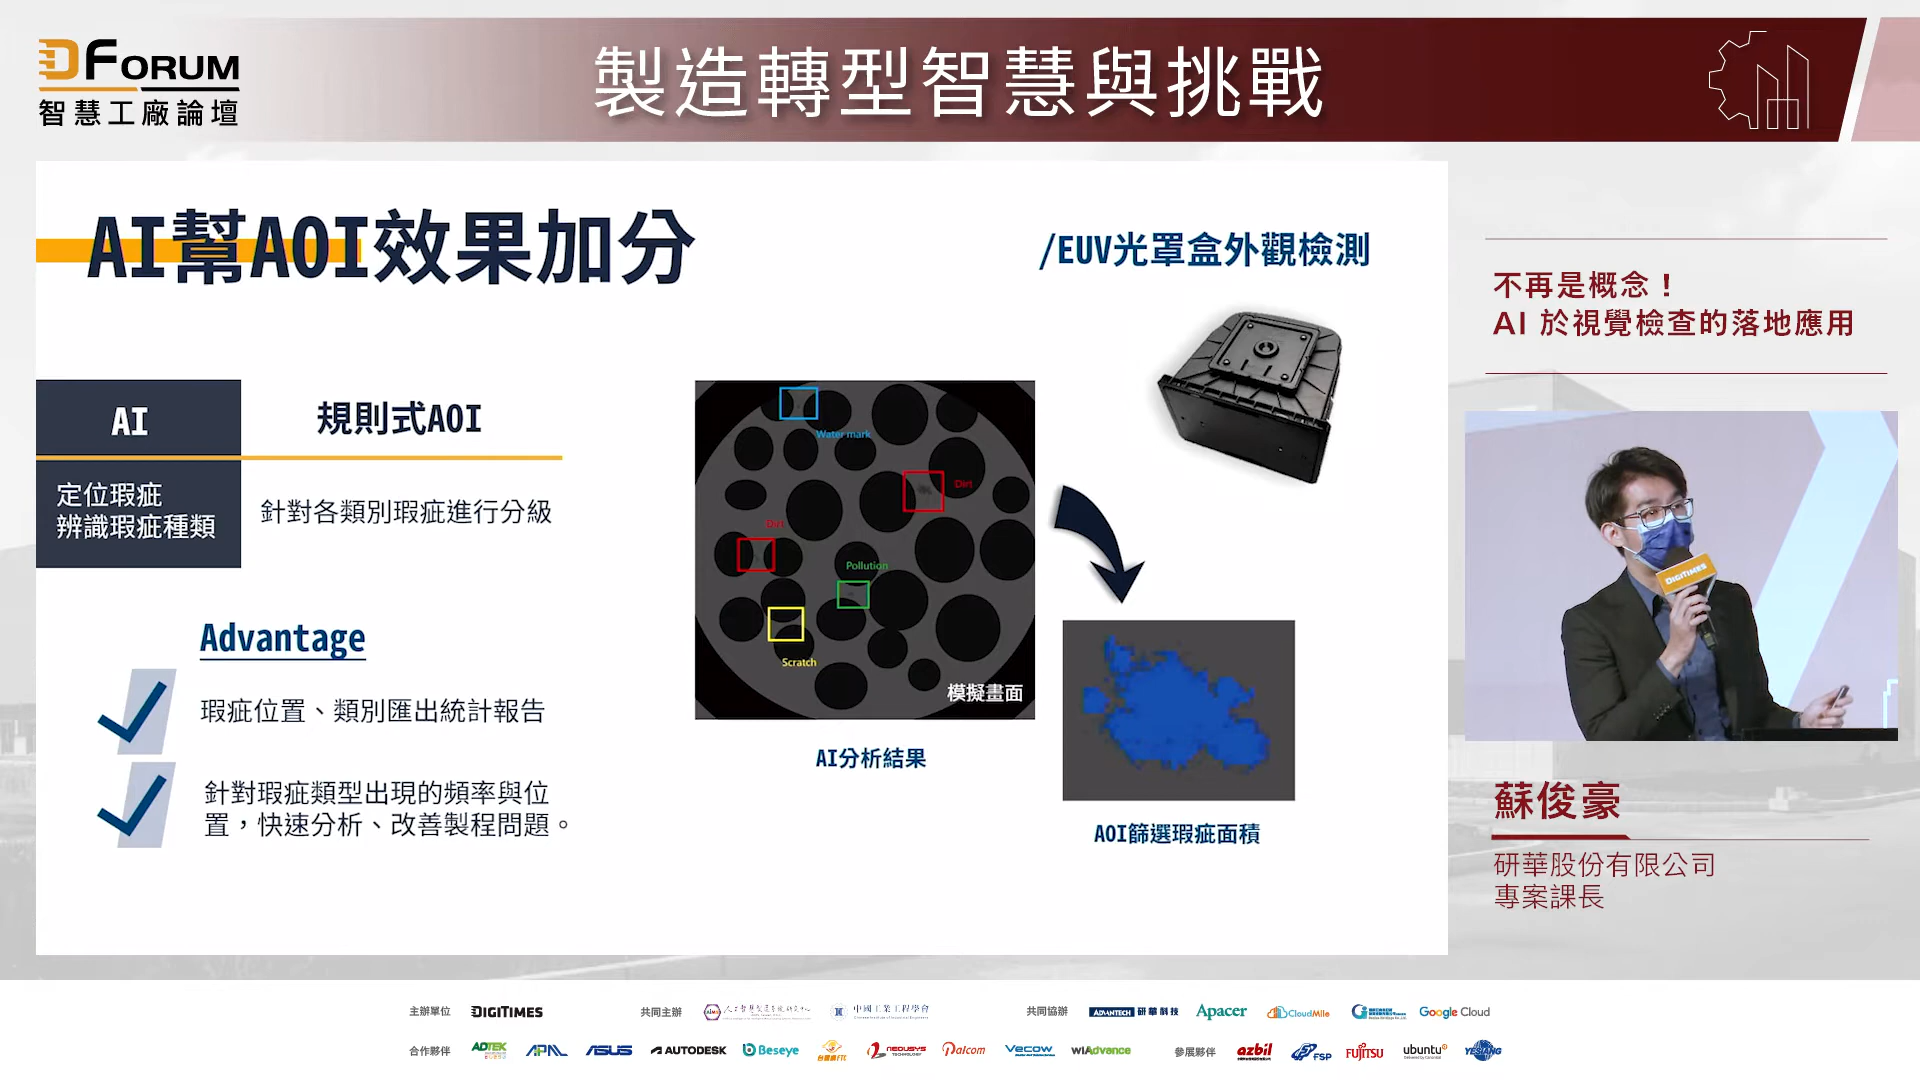 DFORUM
智慧工廠論壇
製造轉型智慧與挑戰
AI幫AOI效果加分
/EUV光罩盒外觀檢測
AI
規則式AOI
定位瑕疵
辨識瑕疵種類
針對各類別瑕疵進行分級
Advantage
瑕疵位置、類別匯出統計報告
針對瑕疵類型出現的頻率與位
置，快速分析、改善製程問題。
Water mark
Dirt
Dirt
Pollution
Scratch
模擬畫面
AI分析結果
AOI篩選瑕疵面積
不再是概念！
AI 於視覺檢查的落地應用
DIGITIMES
蘇俊豪
研華股份有限公司
專案課長
主辦單位
DIGITIMES
共同主辦
中國工業工程學會
共同協辦
ADVANTECH 研華科技
Apacer
CloudMile
Google Cloud
合作夥伴
ADTEK
APAL
ASUS
AUTODESK
Beseye
NEOUSYS
TECHNOLOGY
Palcom
Vecow
WiAdvance
參展夥伴
azbil
FSP
FUJITSU
ubuntu
YESIANG